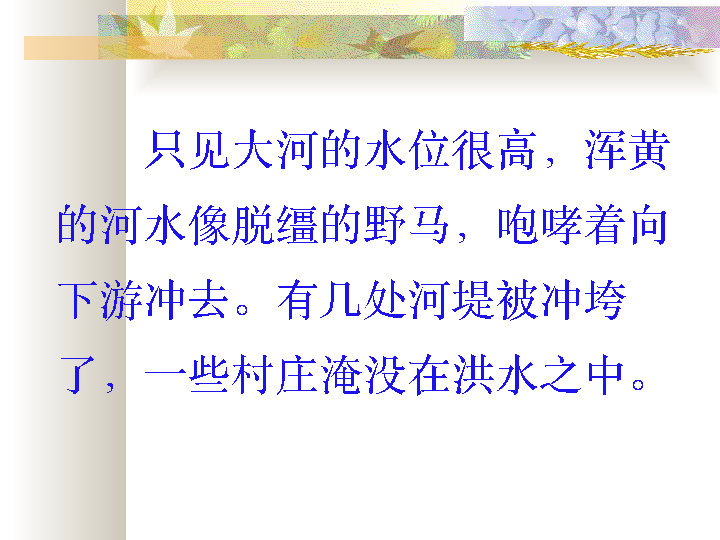 只见大河的水位很高，浑黄
的河水像脱缰的野马，咆哮着向
下游冲去。有几处河堤被冲垮
了，一些村庄淹没在洪水之中。